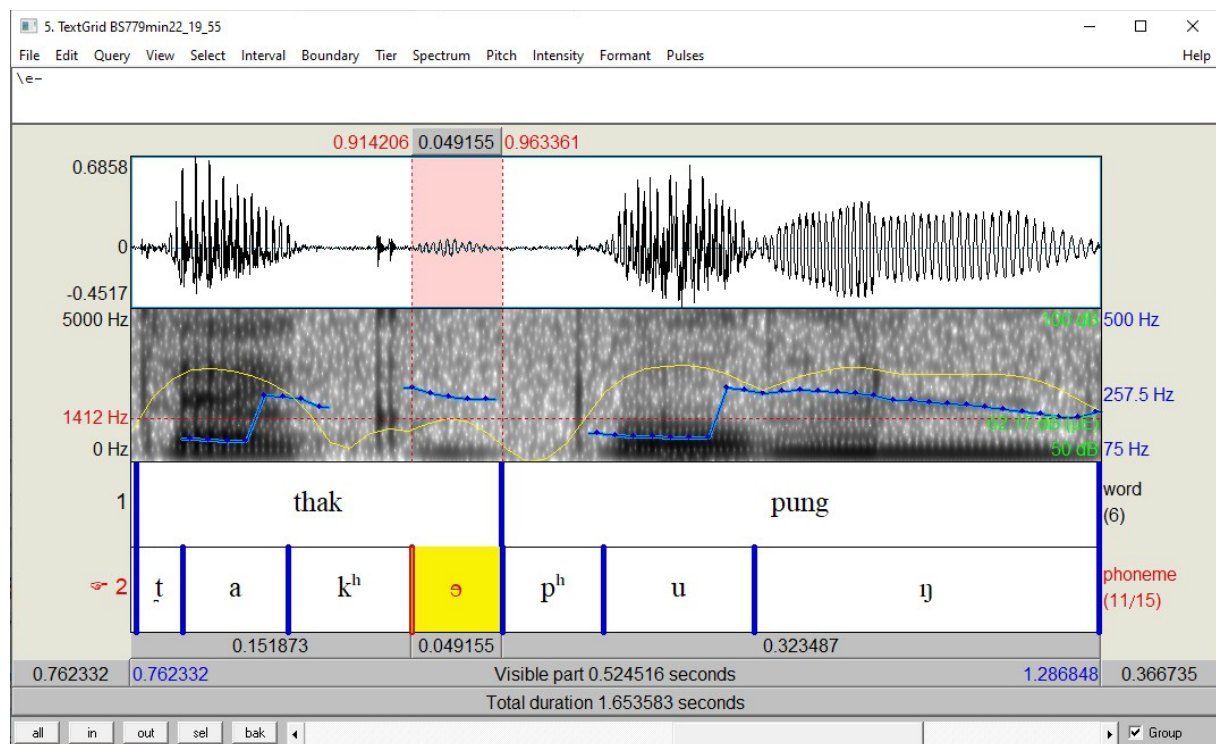 5. TextGrid BS779min22_19_55
File Edit Query View Select Interval Boundary Tier Spectrum Pitch Intensity Formant Pulses Help
\e-
0.914206 0.049155 0.963361
0.6858
0
-0.4517
5000 Hz 100 dB 500 Hz
257.5 Hz
1412 Hz
62.17 dB (µE)
0 Hz 50 dB 75 Hz
1 thak pung word
(6)
2 t̪ a kʰ ɘ pʰ u ŋ phoneme
(11/15)
0.151873 0.049155 0.323487
0.762332 0.762332 Visible part 0.524516 seconds 1.286848 0.366735
Total duration 1.653583 seconds
all in out sel bak Group